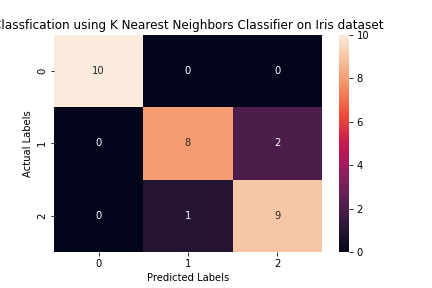 Classfication using K Nearest Neighbors Classifier on Iris dataset
10 0 0
0 8 2
0 1 9
0
1
2
Actual Labels
0 1 2
Predicted Labels
10
8
6
4
2
0